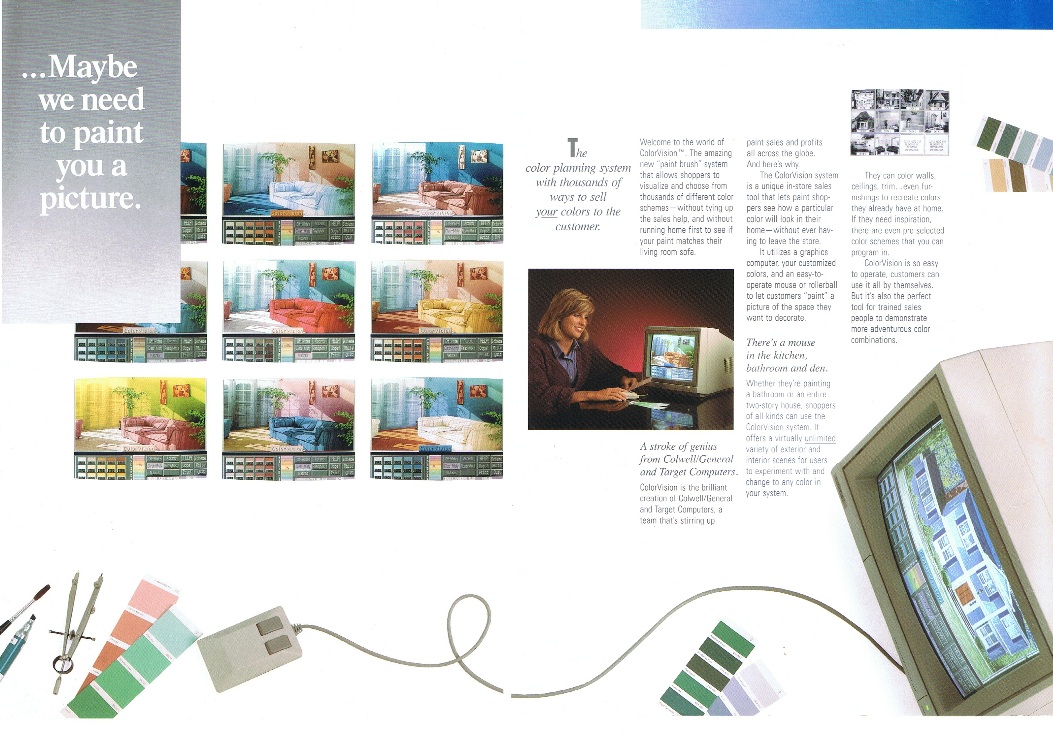 ...Maybe
we need
to paint
you a
picture.
The
color planning system
with thousands of
ways to sell
your colors to the
customer.
Welcome to the world of
ColorVision™. The amazing
new "paint brush" system
that allows shoppers to
visualize and choose from
thousands of different color
schemes—without tying up
the sales help, and without
running home first to see if
your paint matches their
living room sofa.
A stroke of genius
from Colwell/General
and Target Computers.
ColorVision is the brilliant
creation of Colwell/General
and Target Computers, a
team that's stirring up
paint sales and profits
all across the globe.
And here's why.
The ColorVision system
is a unique in-store sales
tool that lets paint shop-
pers see how a particular
color will look in their
home—without ever hav-
ing to leave the store.
It utilizes a graphics
computer, your customized
colors, and an easy-to-
operate mouse or rollerball
to let customers "paint" a
picture of the space they
want to decorate.
There's a mouse
in the kitchen,
bathroom and den.
Whether they're painting
a bathroom or an entire
two-story house, shoppers
of all kinds can use the
ColorVision system. It
offers a virtually unlimited
variety of exterior and
interior scenes for users
to experiment with and
change to any color in
your system.
They can color walls,
ceilings, trim...even fur-
nishings to recreate colors
they already have at home.
If they need inspiration,
there are even pre-selected
color schemes that you can
program in.
ColorVision is so easy
to operate, customers can
use it all by themselves.
But it's also the perfect
tool for trained sales
people to demonstrate
more adventurous color
combinations.